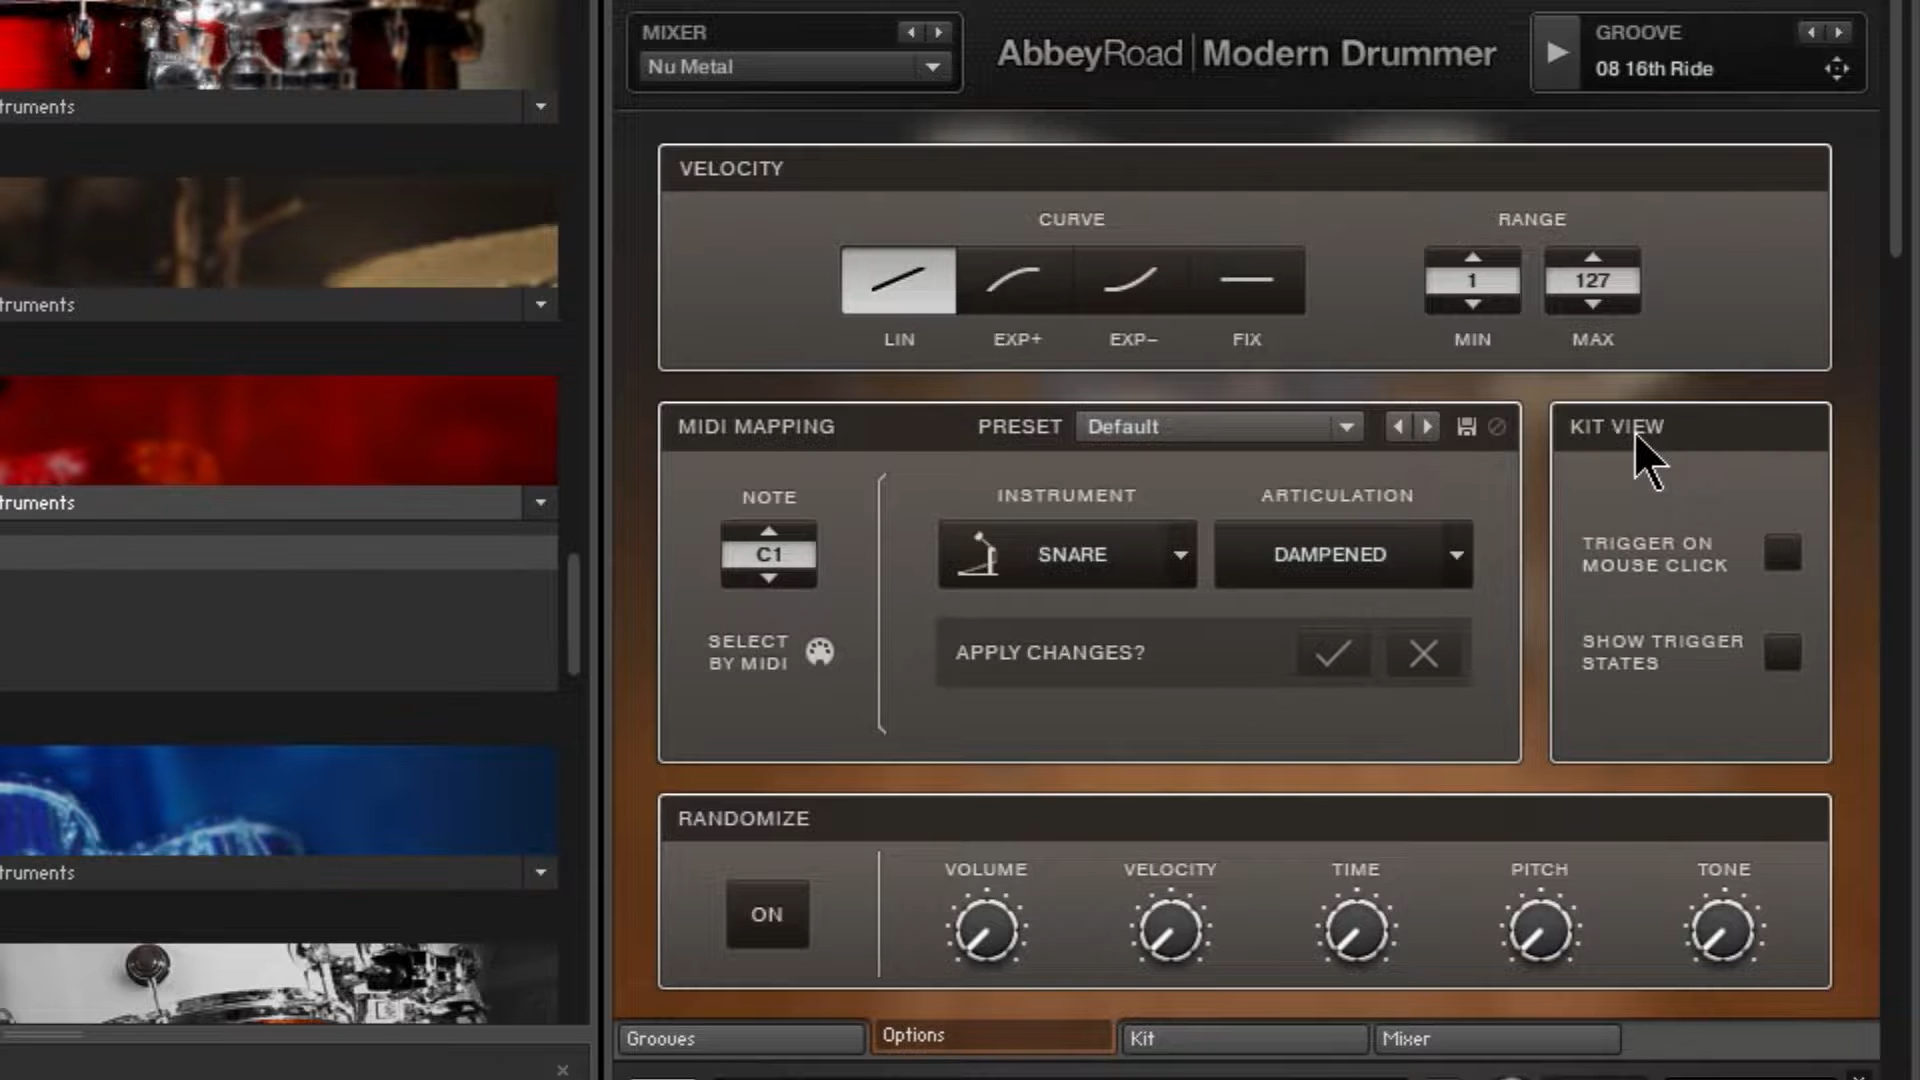 MIXER
Nu Metal
AbbeyRoad | Modern Drummer
GROOVE
08 16th Ride
truments
truments
truments
truments
VELOCITY
CURVE
RANGE
1
127
LIN
EXP+
EXP-
FIX
MIN
MAX
MIDI MAPPING
PRESET
Default
NOTE
C1
SELECT
BY MIDI
INSTRUMENT
SNARE
ARTICULATION
DAMPENED
APPLY CHANGES?
KIT VIEW
TRIGGER ON
MOUSE CLICK
SHOW TRIGGER
STATES
RANDOMIZE
ON
VOLUME
VELOCITY
TIME
PITCH
TONE
Grooves
Options
Kit
Mixer